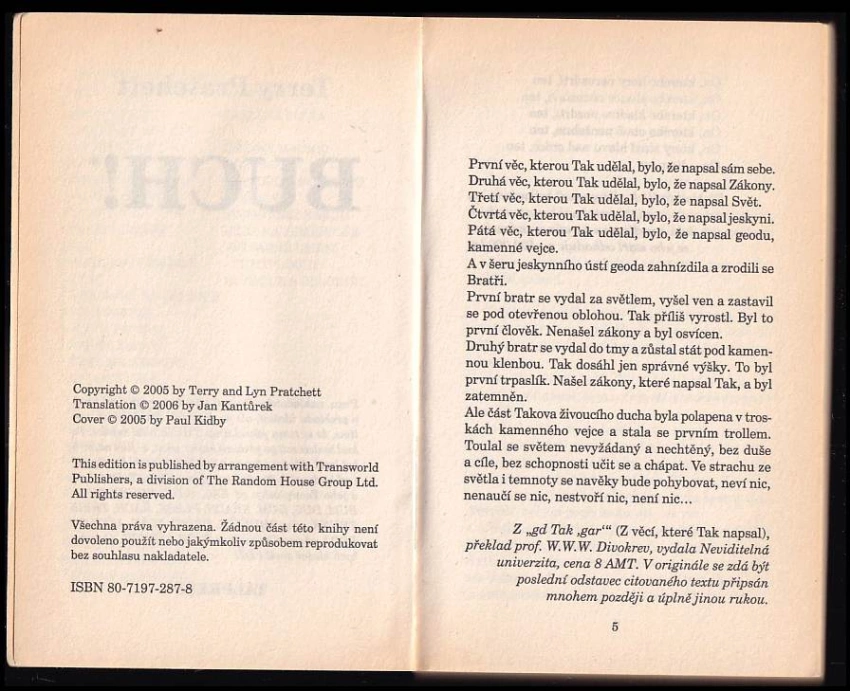 Copyright © 2005 by Terry and Lyn Pratchett
Translation © 2006 by Jan Kantůrek
Cover © 2005 by Paul Kidby
This edition is published by arrangement with Transworld
Publishers, a division of The Random House Group Ltd.
All rights reserved.
Všechna práva vyhrazena. Žádnou část této knihy není
dovoleno použít nebo jakýmkoliv způsobem reprodukovat
bez souhlasu nakladatele.
ISBN 80-7197-287-8
První věc, kterou Tak udělal, bylo, že napsal sám sebe.
Druhá věc, kterou Tak udělal, bylo, že napsal Zákony.
Třetí věc, kterou Tak udělal, bylo, že napsal Svět.
Čtvrtá věc, kterou Tak udělal, bylo, že napsal jeskyni.
Pátá věc, kterou Tak udělal, bylo, že napsal geodu,
kamenné vejce.
A v šeru jeskynního ústí geoda zahnízdila a zrodili se
Bratři.
První bratr se vydal za světlem, vyšel ven a zastavil
se pod otevřenou oblohou. Tak příliš vyrostl. Byl to
první člověk. Nenašel zákony a byl osvícen.
Druhý bratr se vydal do tmy a zůstal stát pod kamen-
nou klenbou. Tak dosáhl jen správné výšky. To byl
první trpaslík. Našel zákony, které napsal Tak, a byl
zatemněn.
Ale část Takova živoucího ducha byla polapena v tros-
kách kamenného vejce a stala se prvním trollem.
Toulal se světem nevyžádaný a nechtěný, bez duše
a cíle, bez schopnosti učit se a chápat. Ve strachu ze
světla i temnoty se navěky bude pohybovat, neví nic,
nenaučí se nic, nestvoří nic, není nic...
Z „gd Tak ‚gar‘“ (Z věcí, které Tak napsal),
překlad prof. W.W.W. Divokrev, vydala Neviditelná
univerzita, cena 8 AMT. V originále se zdá být
poslední odstavec citovaného textu připsán
mnohem později a úplně jinou rukou.
5